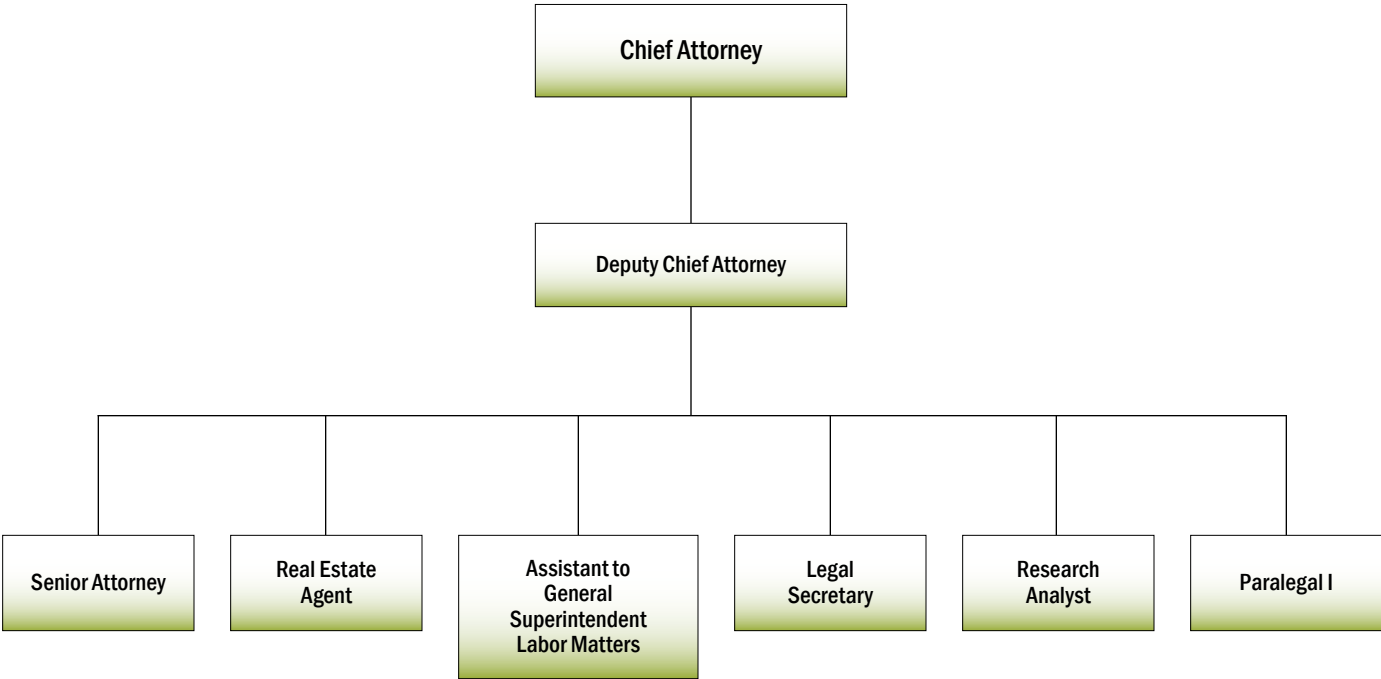 Chief Attorney
Deputy Chief Attorney
Senior Attorney
Real Estate
Agent
Assistant to
General
Superintendent
Labor Matters
Legal
Secretary
Research
Analyst
Paralegal I